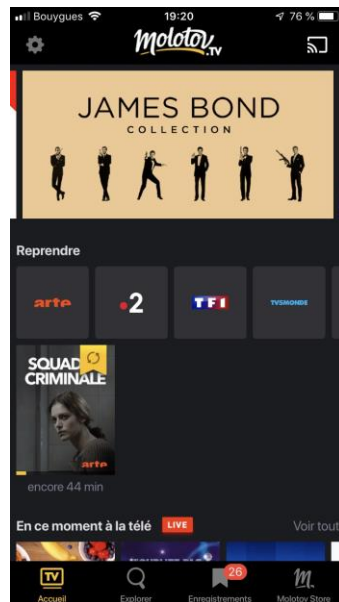 Bouygues 19:20 76 %
Molotov.TV
JAMES BOND
COLLECTION
Reprendre
arte •2 TF1 TV5MONDE
SQUAD
CRIMINALE
arte
encore 44 min
En ce moment à la télé LIVE Voir tout
TV 26 m.
Accueil Explorer Enregistrements Molotov Store